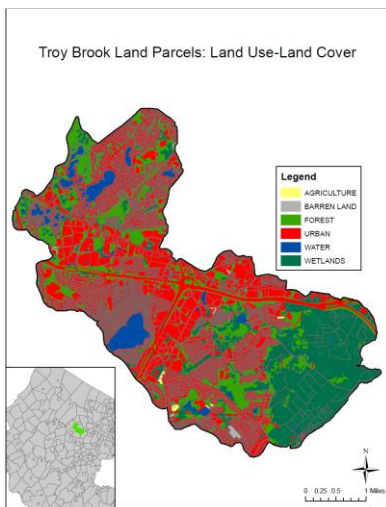 Troy Brook Land Parcels: Land Use-Land Cover
Legend
AGRICULTURE
BARREN LAND
FOREST
URBAN
WATER
WETLANDS
N
0 0.25 0.5 1 Miles